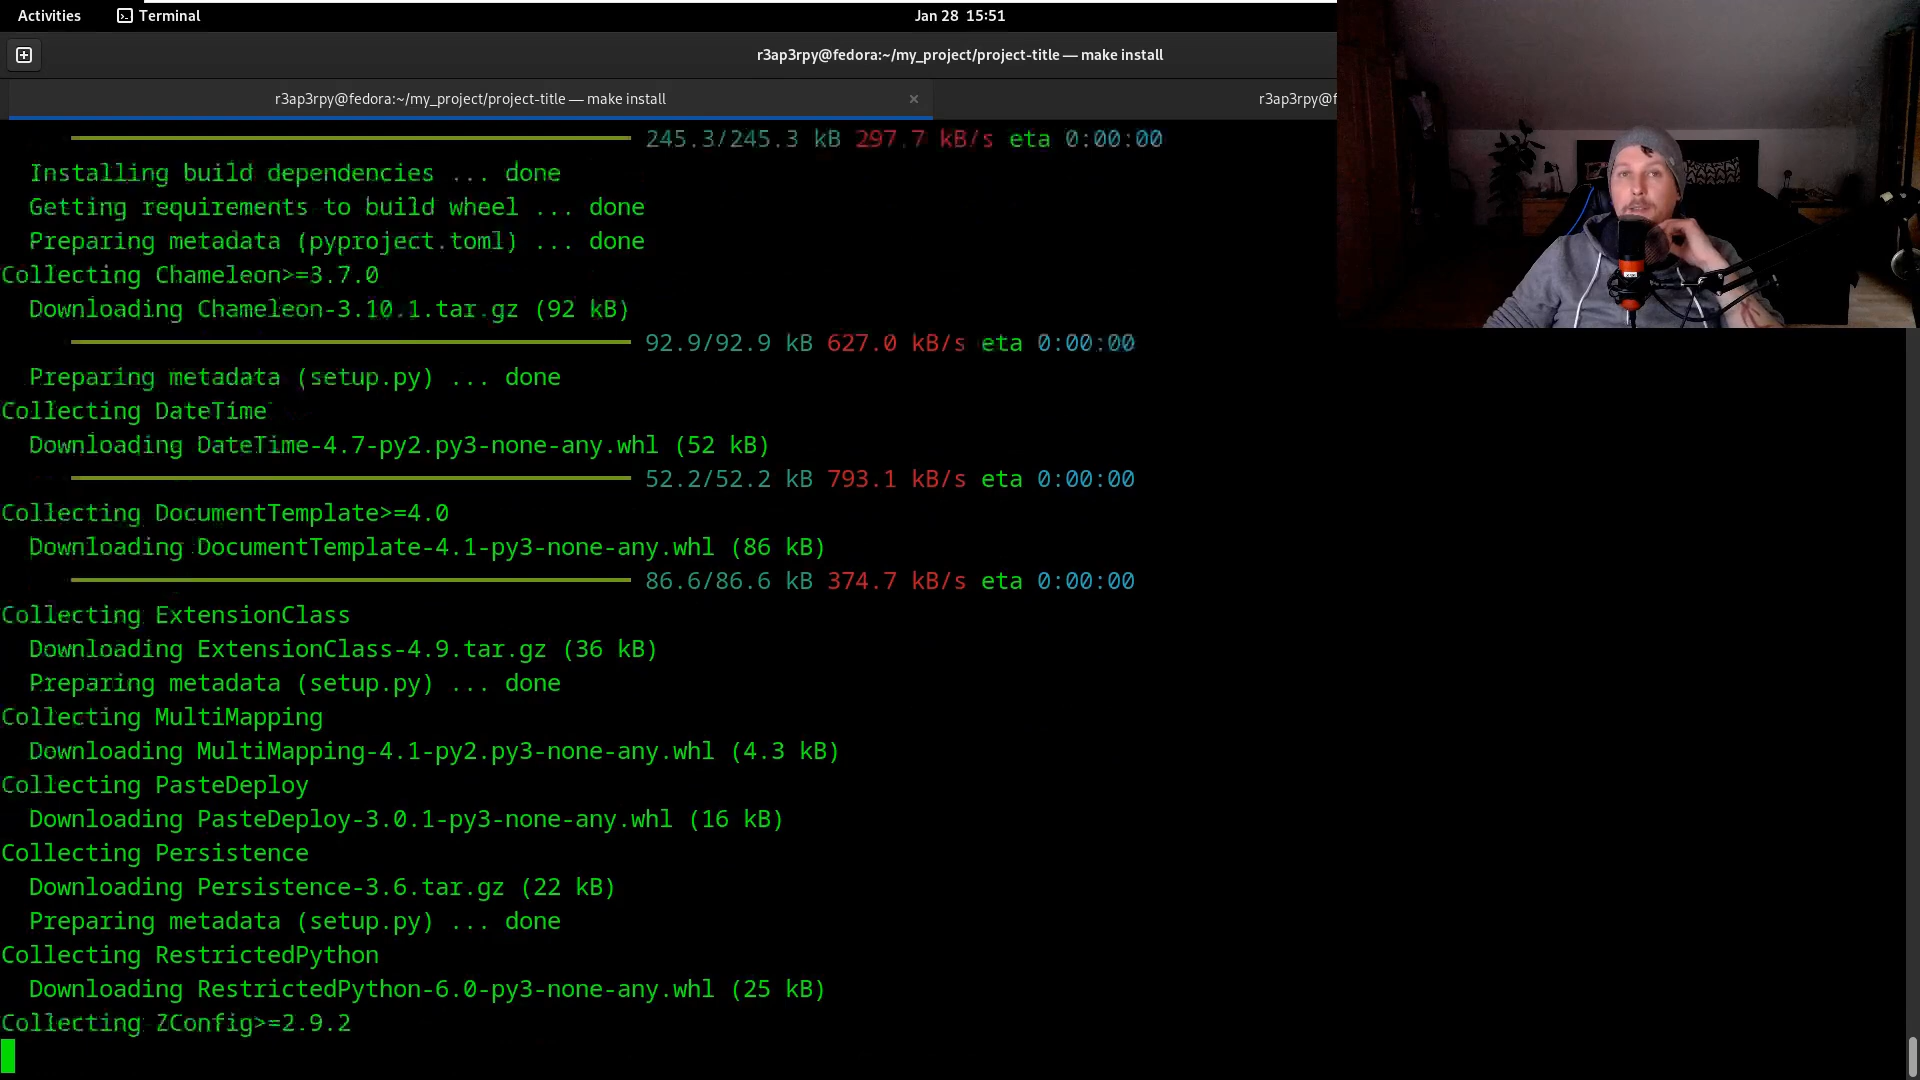 Activities
Terminal
Jan 28 15:51
r3ap3rpy@fedora:~/my_project/project-title — make install
r3ap3rpy@fedora:~/my_project/project-title — make install ×
r3ap3rpy@f
245.3/245.3 kB 297.7 kB/s eta 0:00:00
Installing build dependencies ... done
Getting requirements to build wheel ... done
Preparing metadata (pyproject.toml) ... done
Collecting Chameleon>=3.7.0
Downloading Chameleon-3.10.1.tar.gz (92 kB)
92.9/92.9 kB 627.0 kB/s eta 0:00:00
Preparing metadata (setup.py) ... done
Collecting DateTime
Downloading DateTime-4.7-py2.py3-none-any.whl (52 kB)
52.2/52.2 kB 793.1 kB/s eta 0:00:00
Collecting DocumentTemplate>=4.0
Downloading DocumentTemplate-4.1-py3-none-any.whl (86 kB)
86.6/86.6 kB 374.7 kB/s eta 0:00:00
Collecting ExtensionClass
Downloading ExtensionClass-4.9.tar.gz (36 kB)
Preparing metadata (setup.py) ... done
Collecting MultiMapping
Downloading MultiMapping-4.1-py2.py3-none-any.whl (4.3 kB)
Collecting PasteDeploy
Downloading PasteDeploy-3.0.1-py3-none-any.whl (16 kB)
Collecting Persistence
Downloading Persistence-3.6.tar.gz (22 kB)
Preparing metadata (setup.py) ... done
Collecting RestrictedPython
Downloading RestrictedPython-6.0-py3-none-any.whl (25 kB)
Collecting ZConfig>=2.9.2